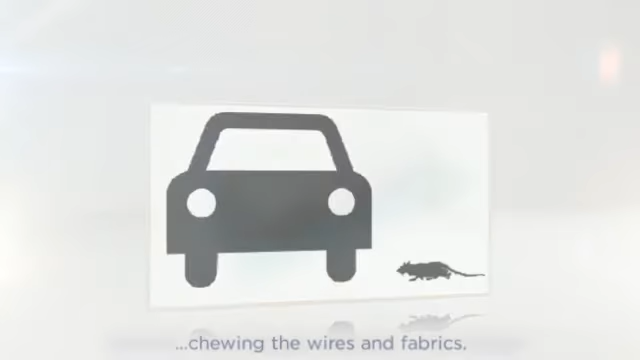 ...chewing the wires and fabrics.